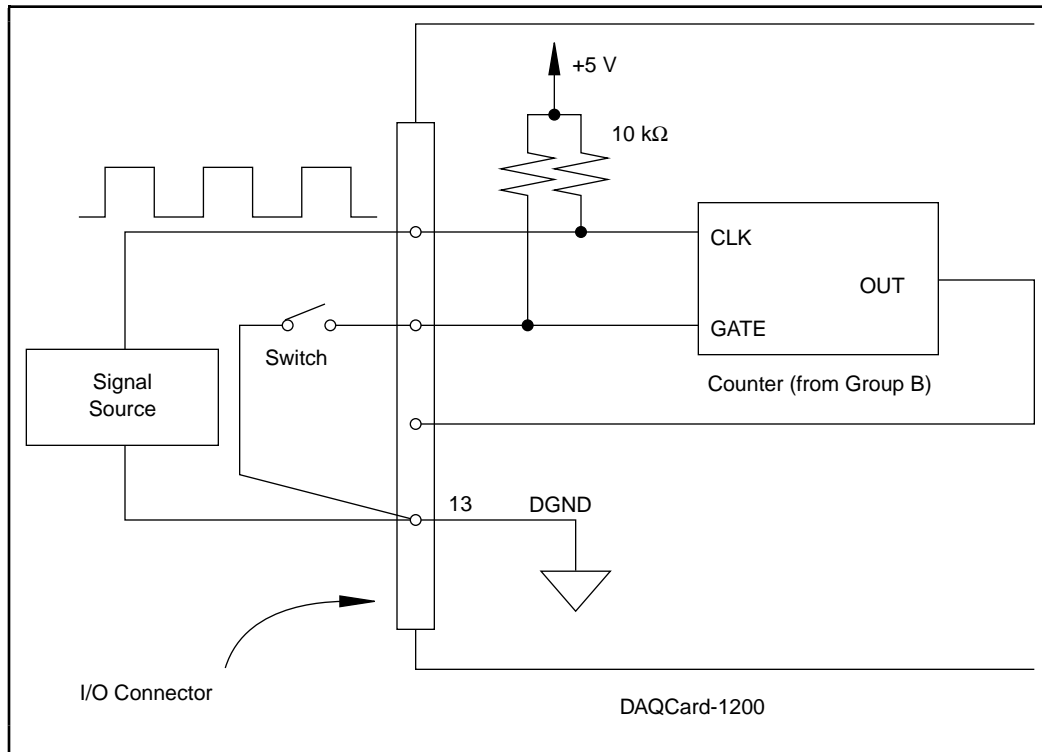 +5 V
10 kΩ
CLK
OUT
GATE
Switch
Counter (from Group B)
Signal
Source
13
DGND
I/O Connector
DAQCard-1200